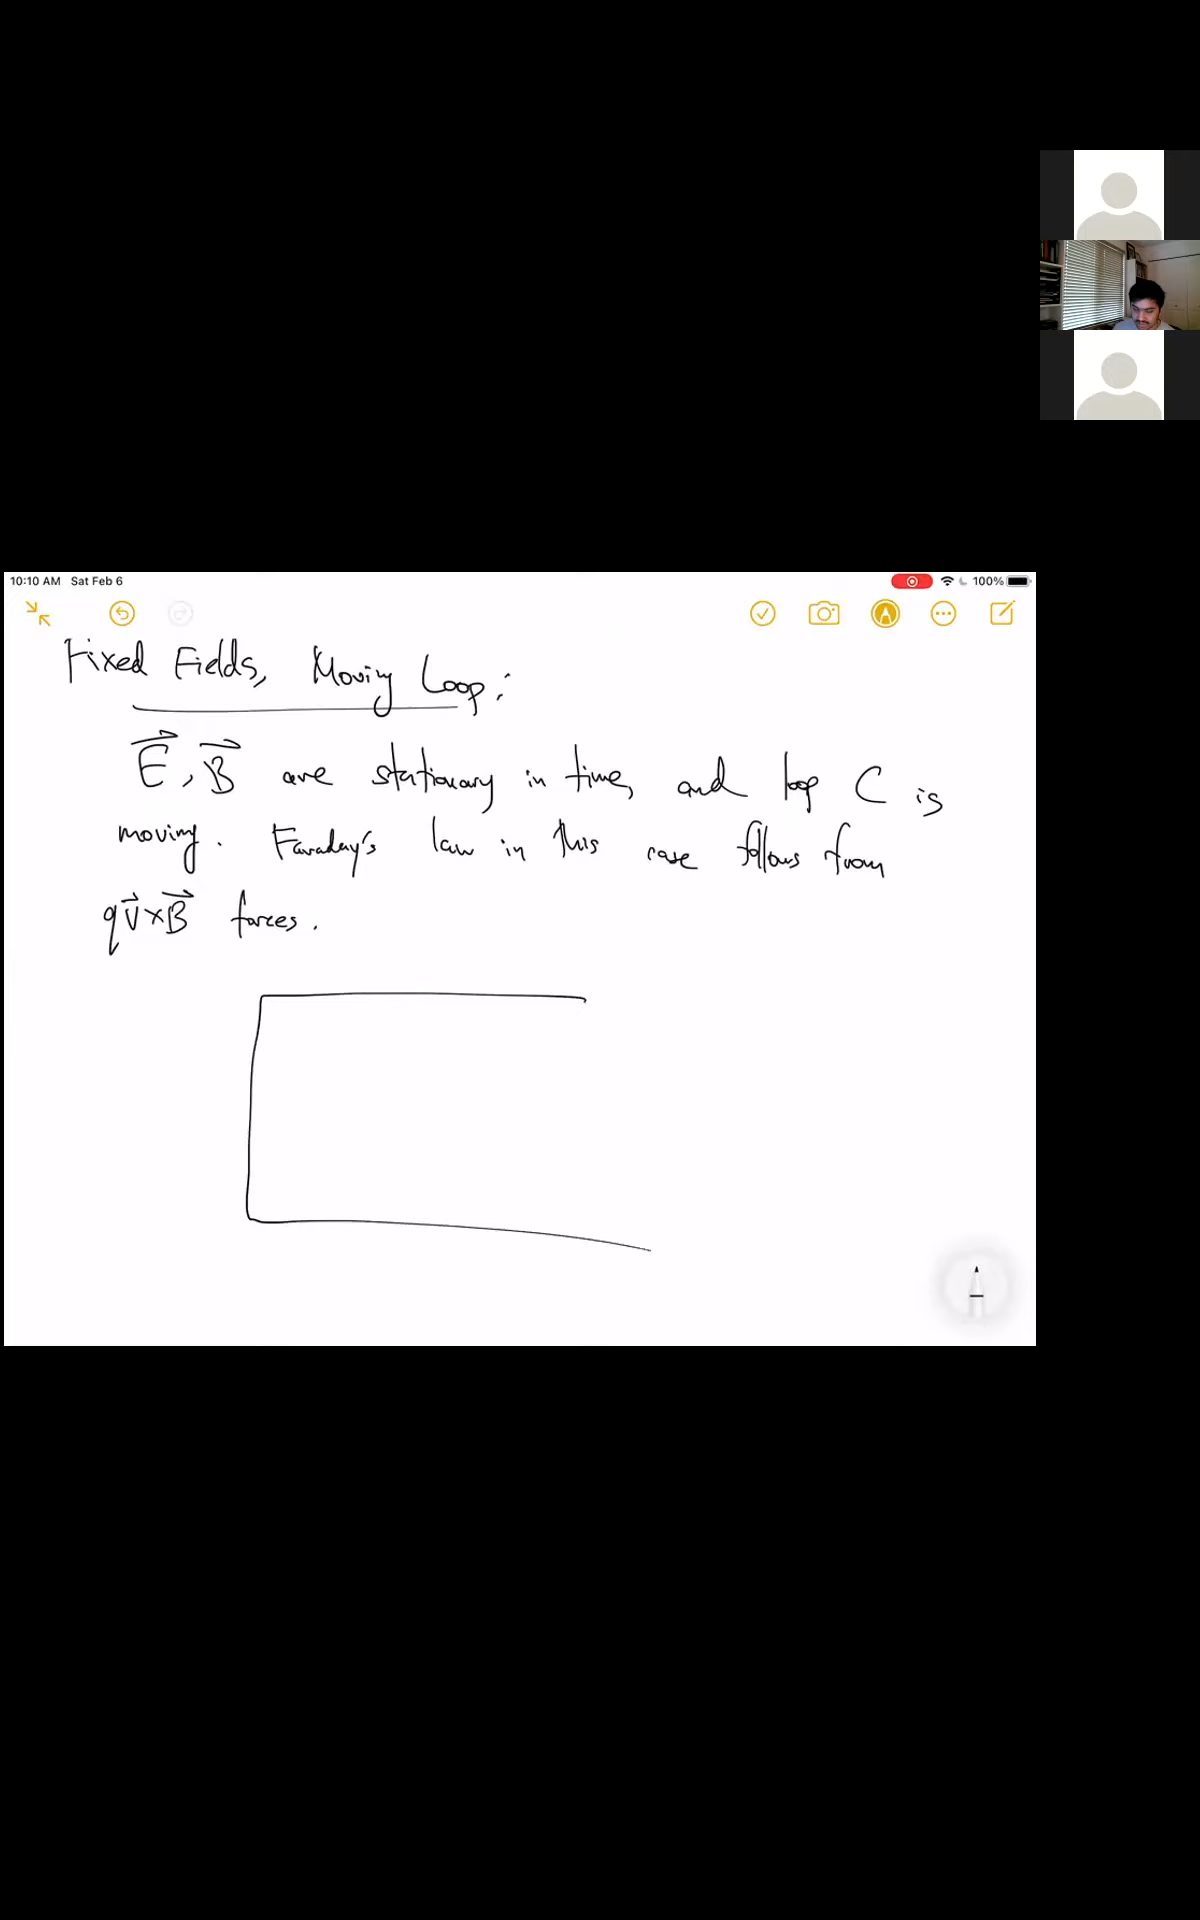 10:10 AM Sat Feb 6
100%
Fixed Fields, Moving Loop:
E⃗, B⃗ are stationary in time, and loop C is
moving. Faraday's law in this case follows from
qv⃗×B⃗ forces.